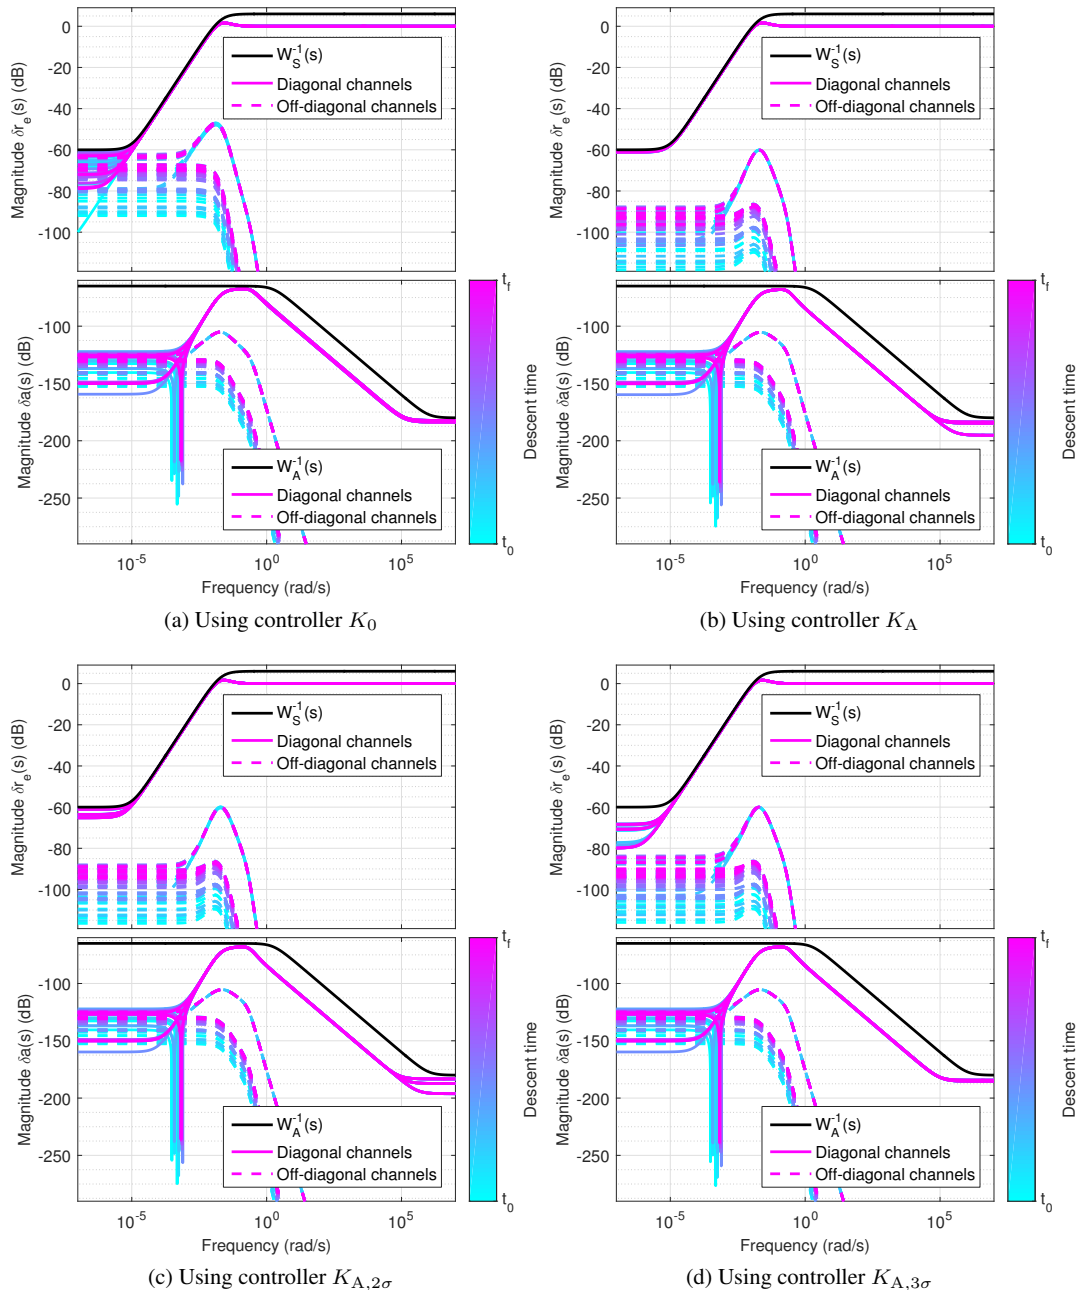 Magnitude δr_e(s) (dB)
0
-20
-40
-60
-80
-100
W_S^-1(s)
Diagonal channels
Off-diagonal channels
Magnitude δa(s) (dB)
-100
-150
-200
-250
W_A^-1(s)
Diagonal channels
Off-diagonal channels
10^-5
10^0
10^5
Frequency (rad/s)
t_f
Descent time
t_0
(a) Using controller K_0
Magnitude δr_e(s) (dB)
0
-20
-40
-60
-80
-100
W_S^-1(s)
Diagonal channels
Off-diagonal channels
Magnitude δa(s) (dB)
-100
-150
-200
-250
W_A^-1(s)
Diagonal channels
Off-diagonal channels
10^-5
10^0
10^5
Frequency (rad/s)
t_f
Descent time
t_0
(b) Using controller K_A
Magnitude δr_e(s) (dB)
0
-20
-40
-60
-80
-100
W_S^-1(s)
Diagonal channels
Off-diagonal channels
Magnitude δa(s) (dB)
-100
-150
-200
-250
W_A^-1(s)
Diagonal channels
Off-diagonal channels
10^-5
10^0
10^5
Frequency (rad/s)
t_f
Descent time
t_0
(c) Using controller K_A,2σ
Magnitude δr_e(s) (dB)
0
-20
-40
-60
-80
-100
W_S^-1(s)
Diagonal channels
Off-diagonal channels
Magnitude δa(s) (dB)
-100
-150
-200
-250
W_A^-1(s)
Diagonal channels
Off-diagonal channels
10^-5
10^0
10^5
Frequency (rad/s)
t_f
Descent time
t_0
(d) Using controller K_A,3σ